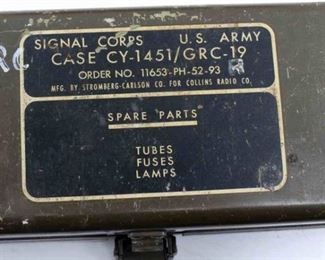 SIGNAL CORPS U.S. ARMY
CASE CY-1451/GRC-19
ORDER NO. 11653-PH-52-93
MFG. BY STROMBERG-CARLSON CO. FOR COLLINS RADIO CO.
SPARE PARTS
TUBES
FUSES
LAMPS